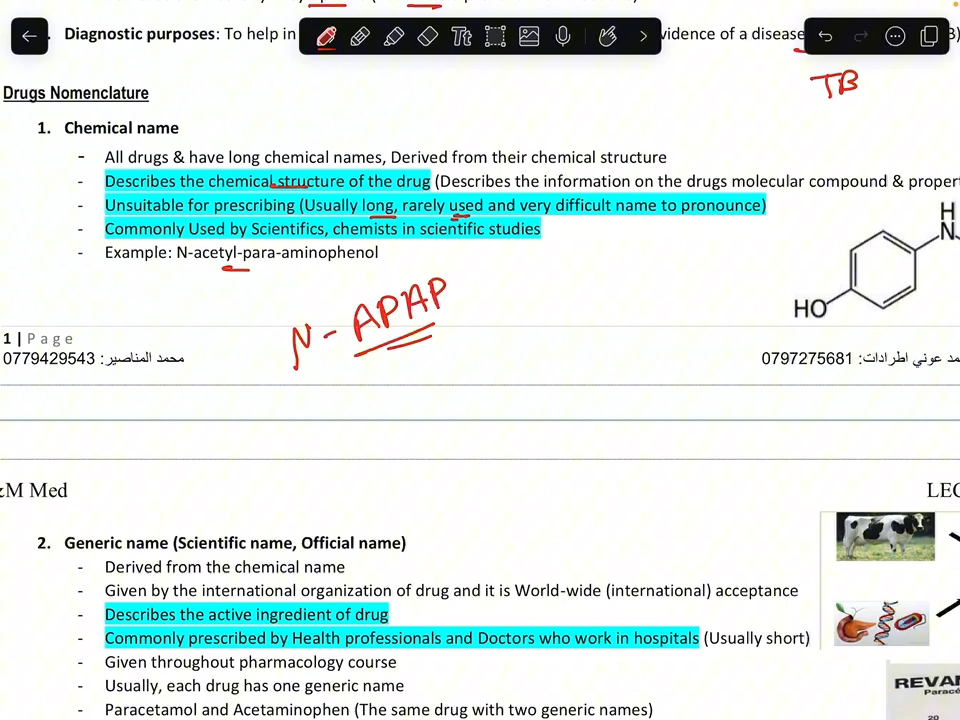 Diagnostic purposes: To help in
vidence of a disease
TB
Drugs Nomenclature
1. Chemical name
- All drugs & have long chemical names, Derived from their chemical structure
- Describes the chemical structure of the drug (Describes the information on the drugs molecular compound & propert
- Unsuitable for prescribing (Usually long, rarely used and very difficult name to pronounce)
- Commonly Used by Scientifics, chemists in scientific studies
- Example: N-acetyl-para-aminophenol
H
N
HO
N - APAP
1 | Page
محمد المناصير: 0779429543
مد عوني اطرادات: 0797275681
M Med
LEC
2. Generic name (Scientific name, Official name)
- Derived from the chemical name
- Given by the international organization of drug and it is World-wide (international) acceptance
- Describes the active ingredient of drug
- Commonly prescribed by Health professionals and Doctors who work in hospitals (Usually short)
- Given throughout pharmacology course
- Usually, each drug has one generic name
- Paracetamol and Acetaminophen (The same drug with two generic names)
REVAN
Paracé
20